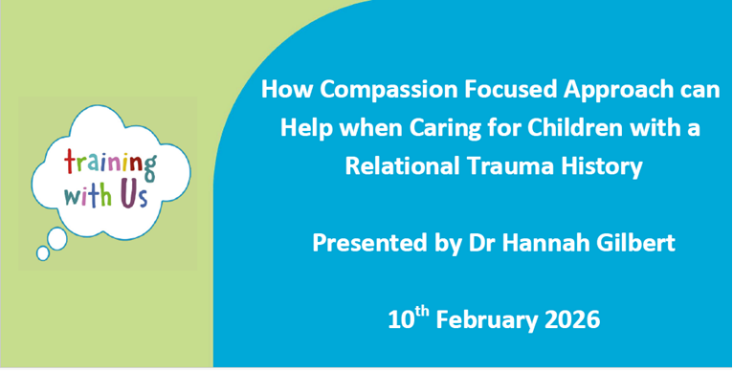 training
with Us
How Compassion Focused Approach can
Help when Caring for Children with a
Relational Trauma History
Presented by Dr Hannah Gilbert
10th February 2026